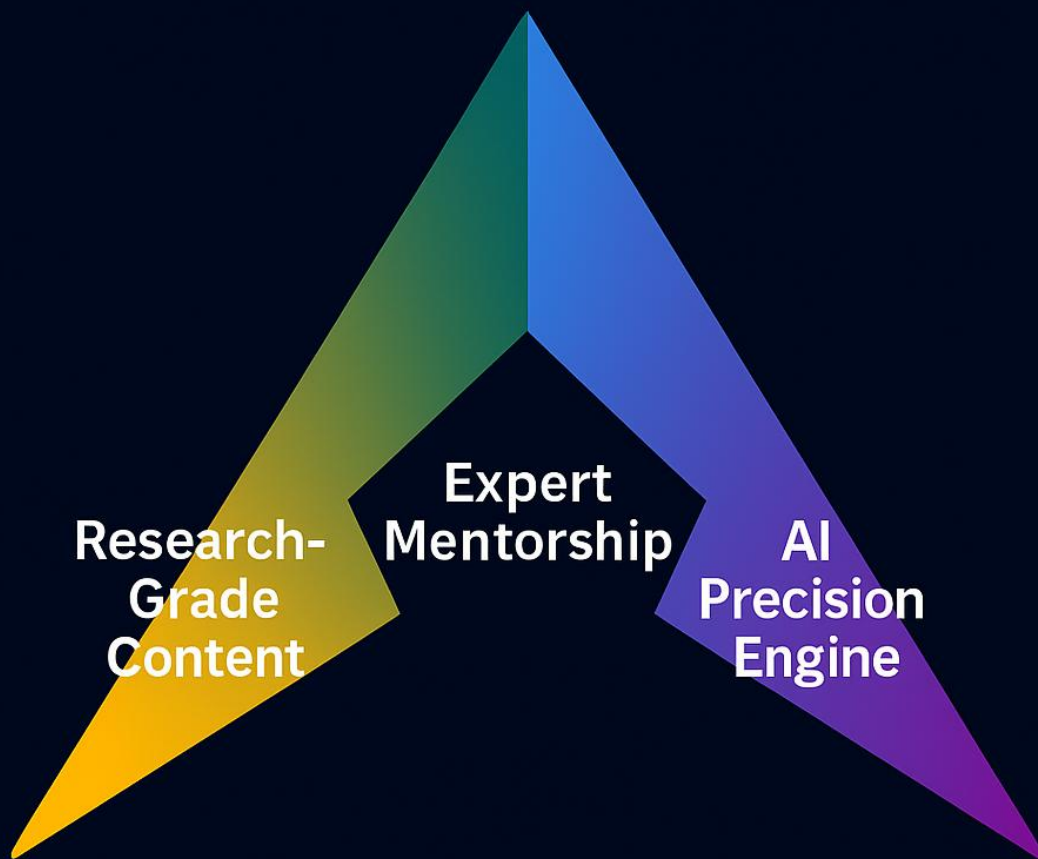 Expert
Mentorship
Research-
Grade
Content
AI
Precision
Engine